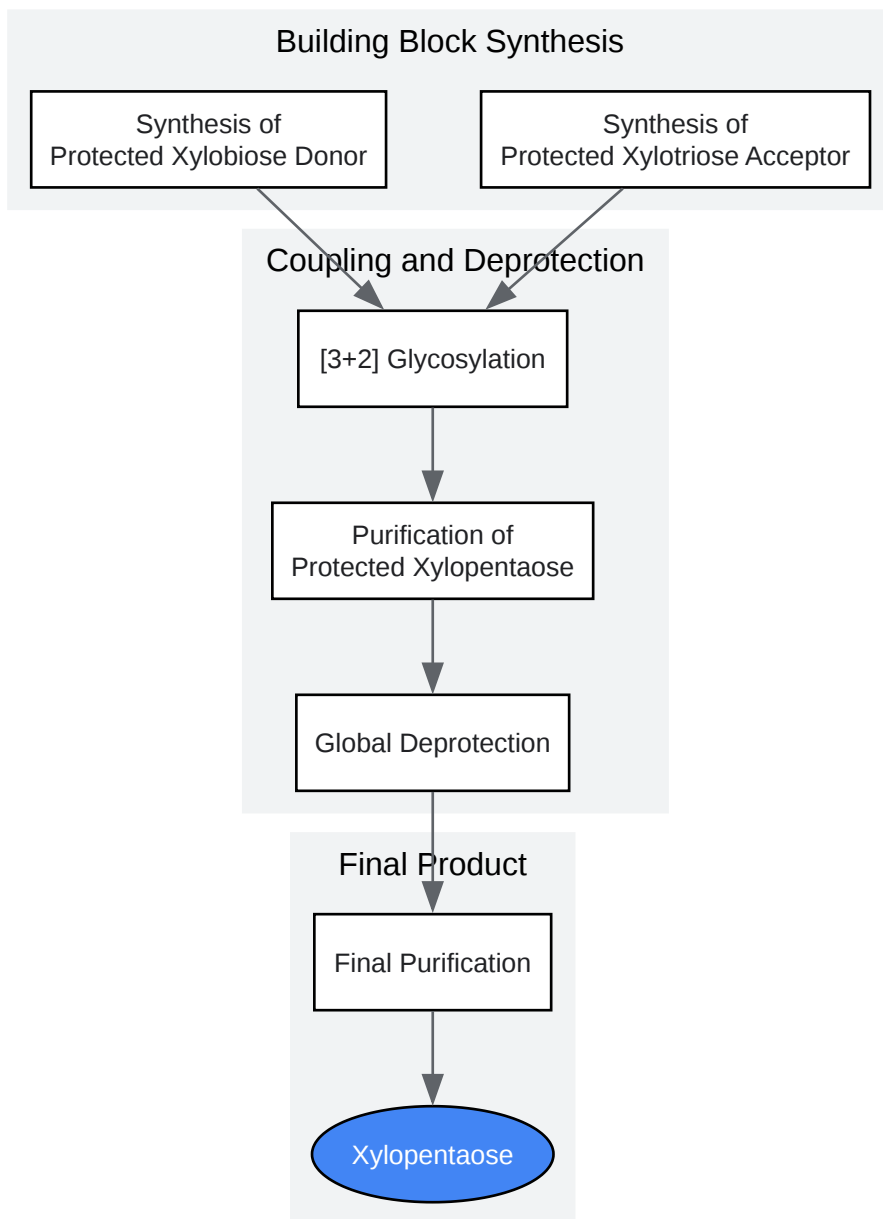 Building Block Synthesis
Synthesis of
Protected Xylobiose Donor
Synthesis of
Protected Xylotriose Acceptor
Coupling and Deprotection
[3+2] Glycosylation
Purification of
Protected Xylopentaose
Global Deprotection
Final Product
Final Purification
Xylopentaose